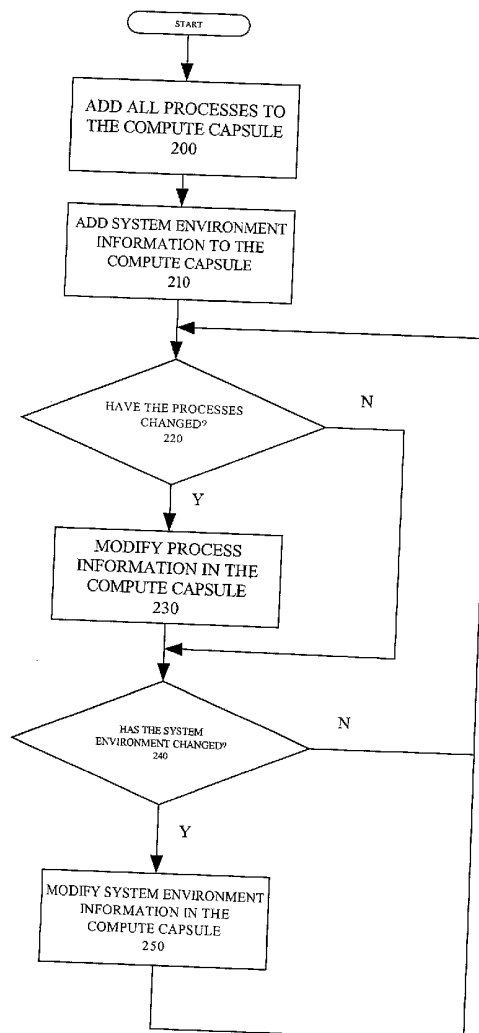 START
ADD ALL PROCESSES TO
THE COMPUTE CAPSULE
200
ADD SYSTEM ENVIRONMENT
INFORMATION TO THE
COMPUTE CAPSULE
210
HAVE THE PROCESSES
CHANGED?
220
N
Y
MODIFY PROCESS
INFORMATION IN THE
COMPUTE CAPSULE
230
HAS THE SYSTEM
ENVIRONMENT CHANGED?
240
N
Y
MODIFY SYSTEM ENVIRONMENT
INFORMATION IN THE
COMPUTE CAPSULE
250